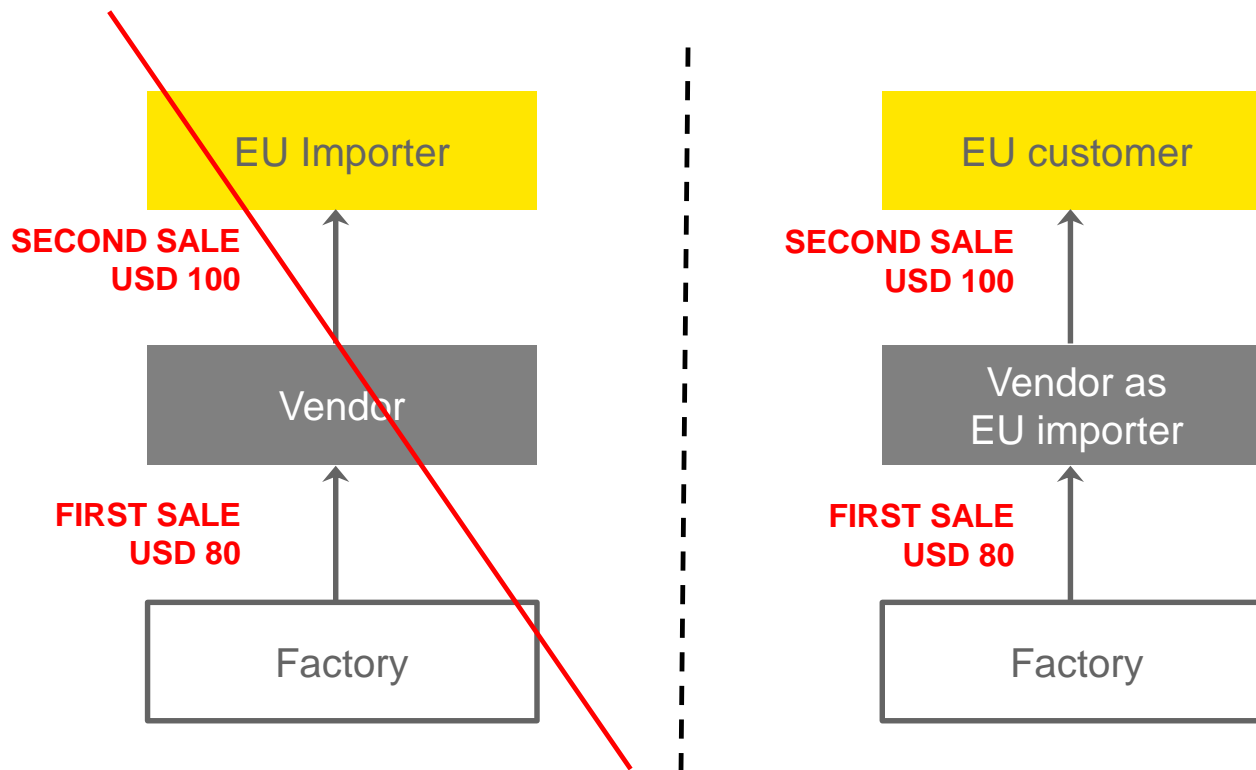 EU Importer
SECOND SALE
USD 100
Vendor
FIRST SALE
USD 80
Factory
EU customer
SECOND SALE
USD 100
Vendor as
EU importer
FIRST SALE
USD 80
Factory